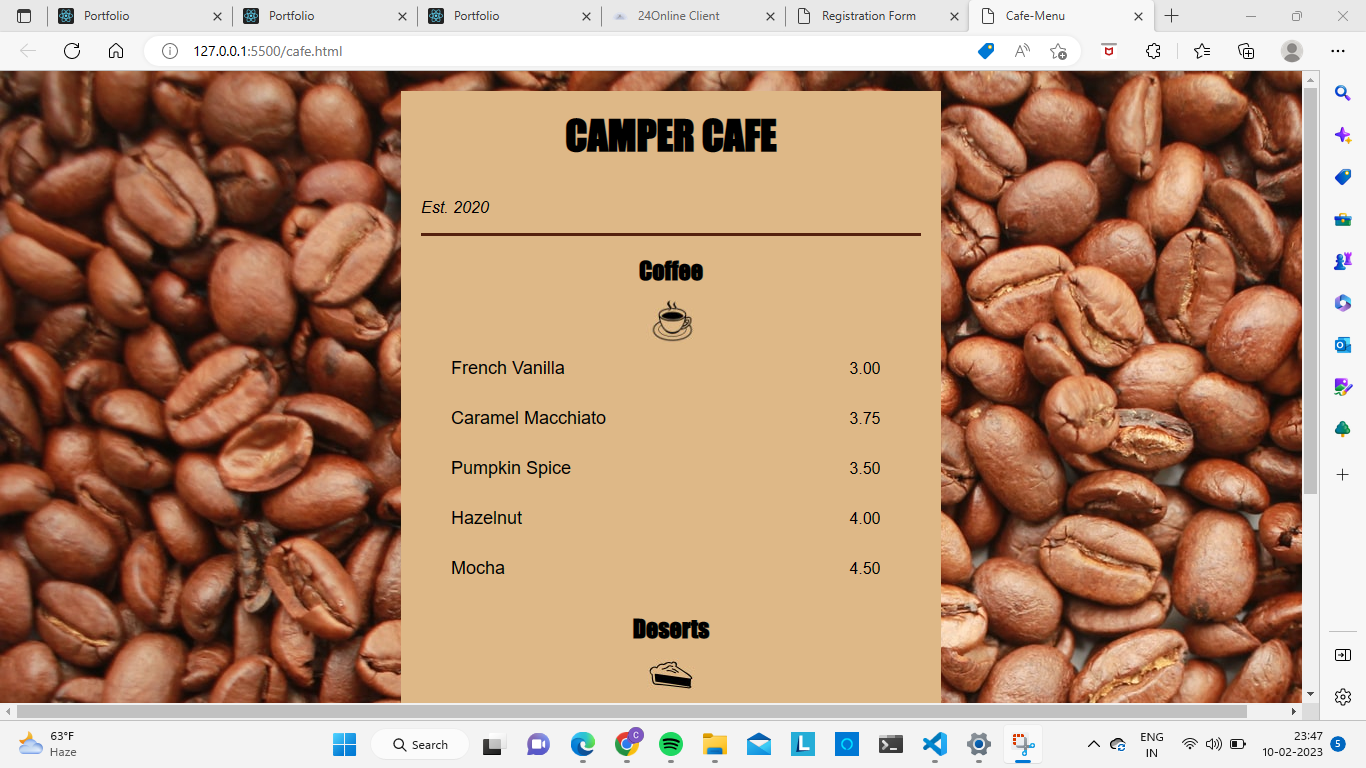 Portfolio Portfolio Portfolio 24Online Client Registration Form Cafe-Menu
127.0.0.1:5500/cafe.html
CAMPER CAFE
Est. 2020
Coffee
French Vanilla 3.00
Caramel Macchiato 3.75
Pumpkin Spice 3.50
Hazelnut 4.00
Mocha 4.50
Deserts
63°F
Haze
Search
C
L
ENG
IN
23:47
10-02-2023
5